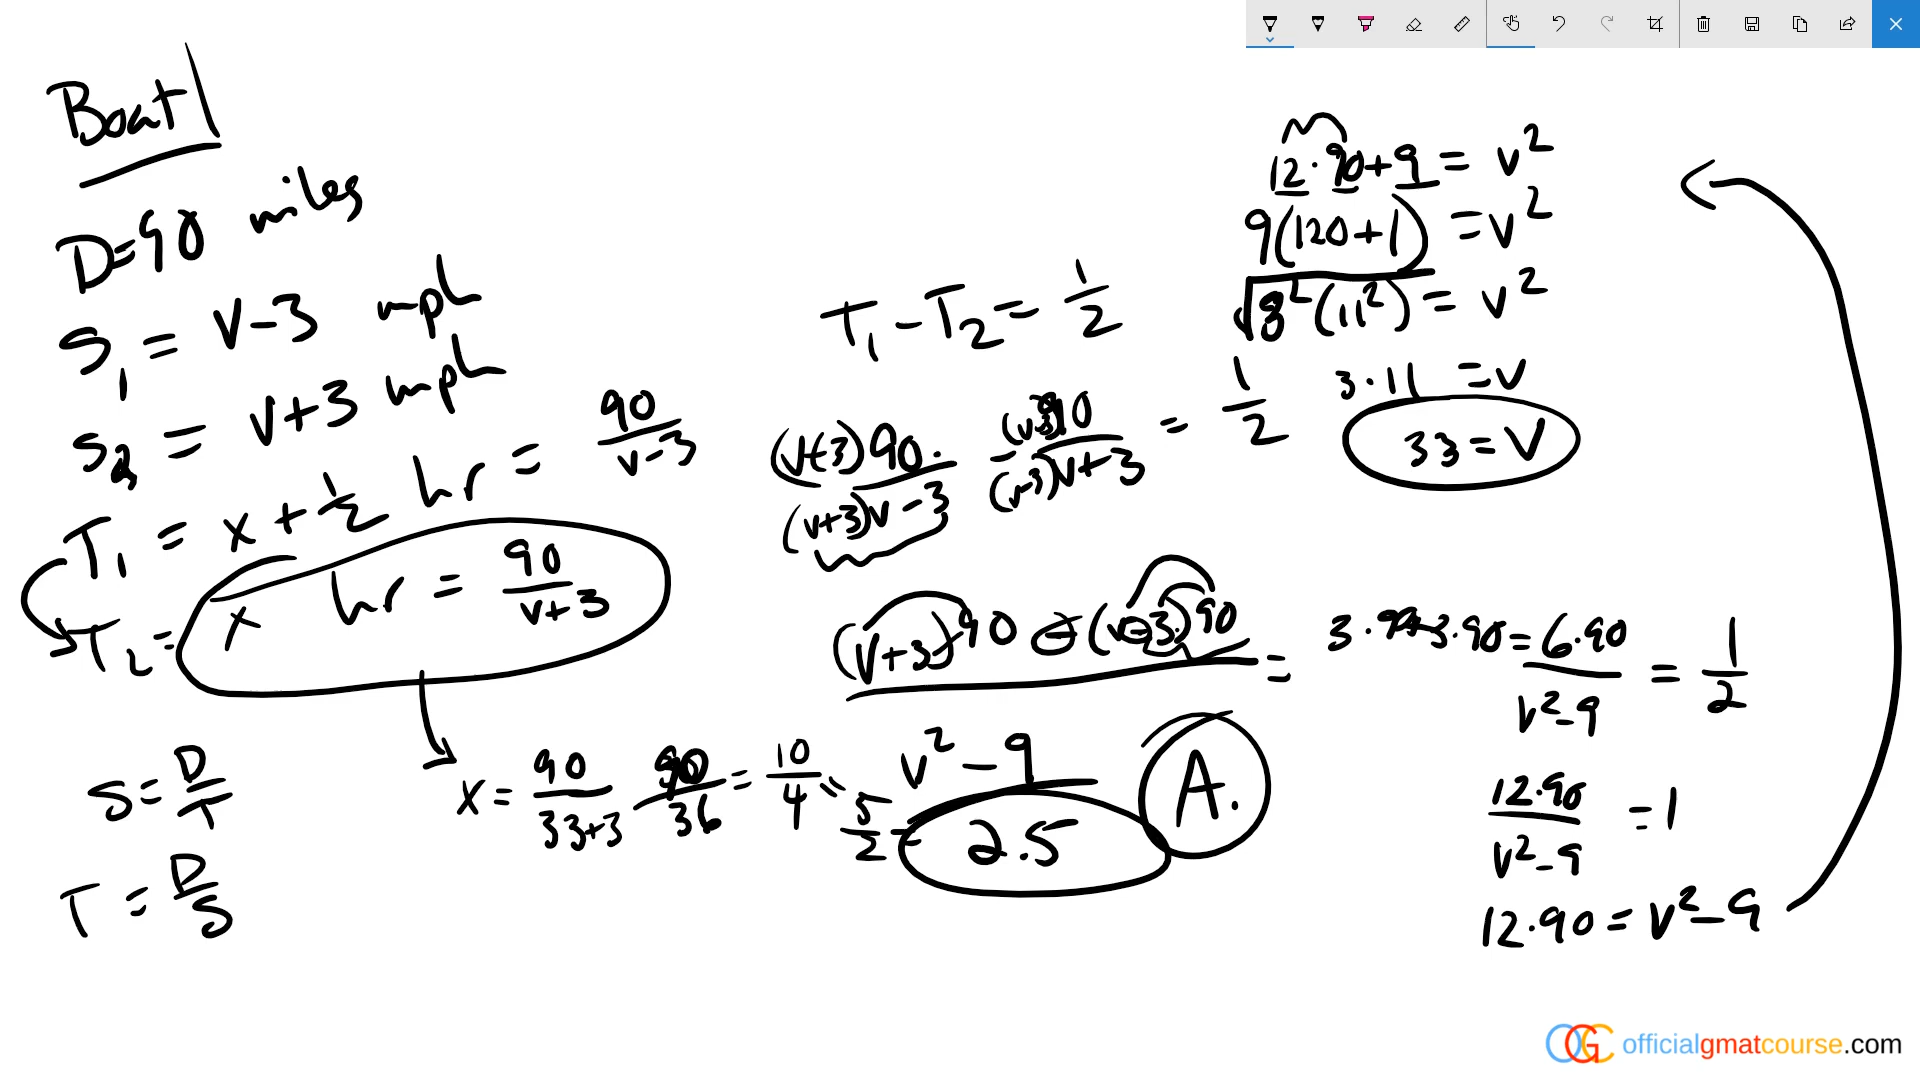 Boat 1
D=90 miles
S₁ = v-3 mph
S₂ = v+3 mph
T₁ = x + 1/2 hr = 90/(v-3)
T₂ = x hr = 90/(v+3)
S = D/T
T = D/S
x = 90/(33+3) 90/36 = 10/4 = 5/2 = 2.5
A.
T₁ - T₂ = 1/2
(v+3)90/(v+3)v-3 - (v-3)90/(v-3)v+3 = 1/2
(v+3)90 - (v-3)90 =
v² - 9
= 6·90/(v²-9) = 1/2
12·90/(v²-9) = 1
12·90 = v²-9
12·90+9 = v²
9(120+1) = v²
√3²(11²) = v²
3·11 = v
33 = v
officialgmatcourse.com